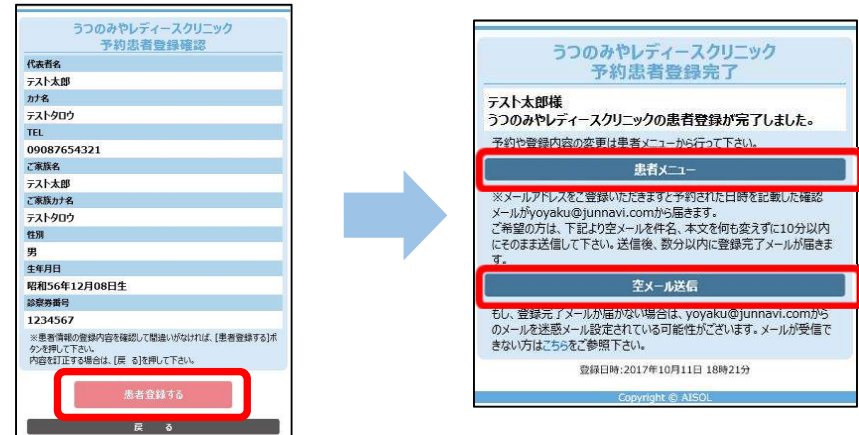 うつのみやレディースクリニック
予約患者登録確認
代表者名
テスト太郎
カナ名
テストタロウ
TEL
09087654321
ご家族名
テスト太郎
ご家族カナ名
テストタロウ
性別
男
生年月日
昭和56年12月08日生
診察券番号
1234567
※患者情報の登録内容を確認して間違いがなければ、[患者登録する]ボ
タンを押して下さい。
内容を訂正する場合は、[戻 る]を押して下さい。
患者登録する
戻 る
うつのみやレディースクリニック
予約患者登録完了
テスト太郎様
うつのみやレディースクリニックの患者登録が完了しました。
予約や登録内容の変更は患者メニューから行って下さい。
患者メニュー
※メールアドレスをご登録いただきますと予約された日時を記載した確認
メールがyoyaku@junnavi.comから届きます。
ご希望の方は、下記より空メールを件名、本文を何も変えずに10分以内
にそのまま送信して下さい。送信後、数分以内に登録完了メールが届きま
す。
空メール送信
もし、登録完了メールが届かない場合は、yoyaku@junnavi.comから
のメールを迷惑メール設定されている可能性がございます。メールが受信で
きない方はこちらをご参照下さい。
登録日時:2017年10月11日 18時21分
Copyright © AISOL